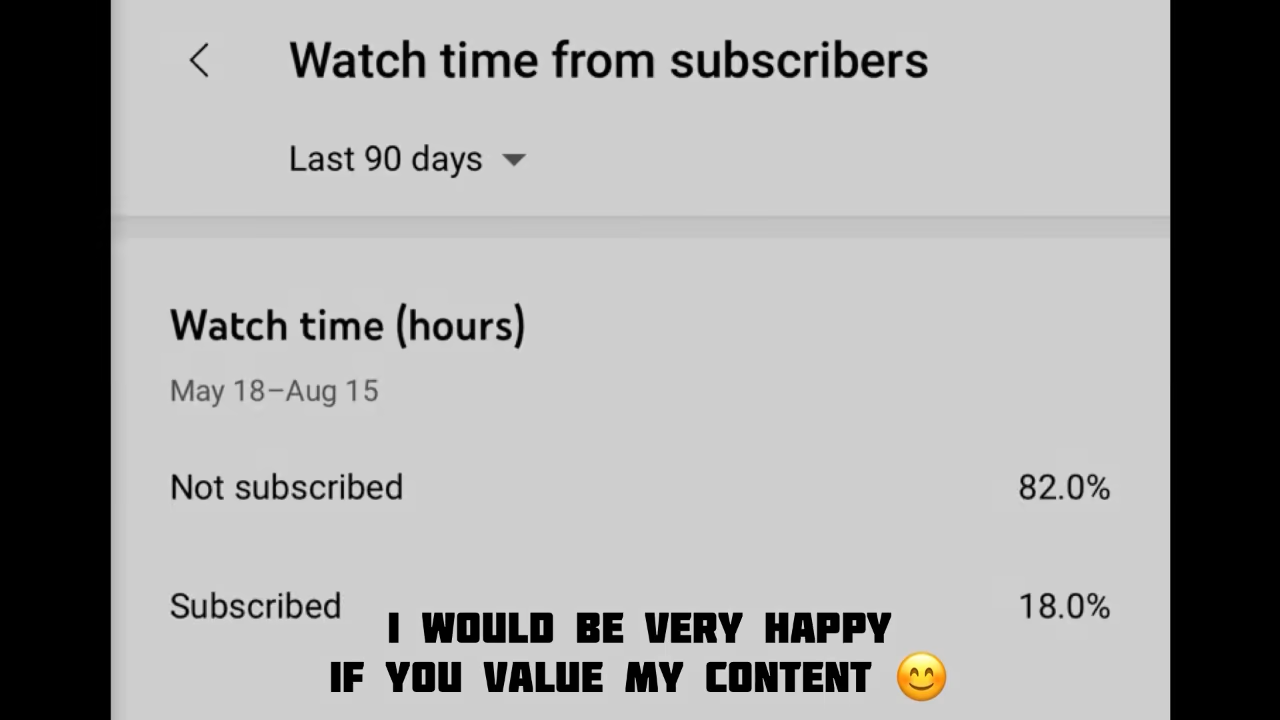 Watch time from subscribers
Last 90 days
Watch time (hours)
May 18–Aug 15
Not subscribed 82.0%
Subscribed 18.0%
I WOULD BE VERY HAPPY
IF YOU VALUE MY CONTENT 😊